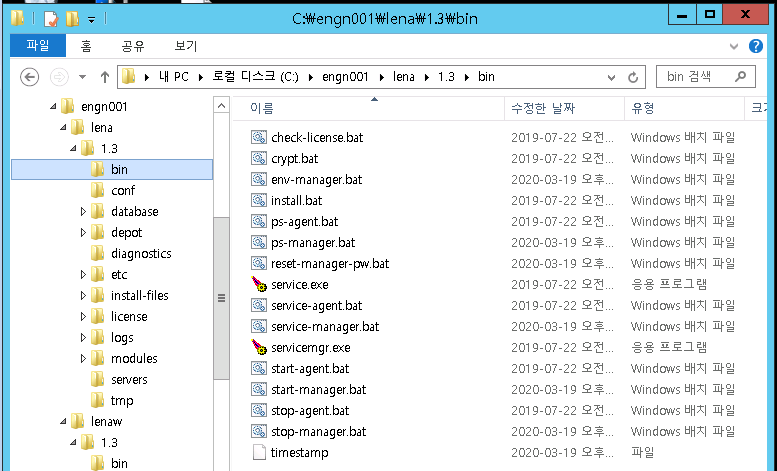 C:￦engn001￦lena￦1.3￦bin
파일 홈 공유 보기
내 PC 로컬 디스크 (C:) engn001 lena 1.3 bin bin 검색
engn001
lena
1.3
bin
conf
database
depot
diagnostics
etc
install-files
license
logs
modules
servers
tmp
lenaw
1.3
bin
이름 수정한 날짜 유형 크기
check-license.bat 2019-07-22 오전... Windows 배치 파일
crypt.bat 2019-07-22 오전... Windows 배치 파일
env-manager.bat 2020-03-19 오후... Windows 배치 파일
install.bat 2019-07-22 오전... Windows 배치 파일
ps-agent.bat 2019-07-22 오전... Windows 배치 파일
ps-manager.bat 2020-03-19 오후... Windows 배치 파일
reset-manager-pw.bat 2020-03-19 오후... Windows 배치 파일
service.exe 2019-07-22 오전... 응용 프로그램
service-agent.bat 2019-07-22 오전... Windows 배치 파일
service-manager.bat 2020-03-19 오후... Windows 배치 파일
servicemgr.exe 2019-07-22 오전... 응용 프로그램
start-agent.bat 2019-07-22 오전... Windows 배치 파일
start-manager.bat 2020-03-19 오후... Windows 배치 파일
stop-agent.bat 2019-07-22 오전... Windows 배치 파일
stop-manager.bat 2020-03-19 오후... Windows 배치 파일
timestamp 2020-03-19 오후... 파일